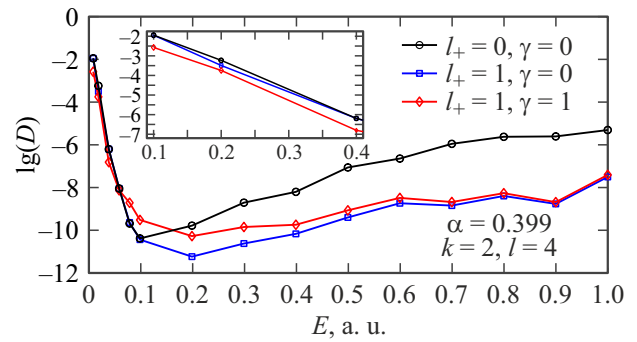 0
−2
−4
−6
−8
−10
−12
lg(D)
−2
−3
−4
−5
−6
−7
0.1
0.2
0.3
0.4
l₊ = 0, γ = 0
l₊ = 1, γ = 0
l₊ = 1, γ = 1
α = 0.399
k = 2, l = 4
0 0.1 0.2 0.3 0.4 0.5 0.6 0.7 0.8 0.9 1.0
E, a. u.